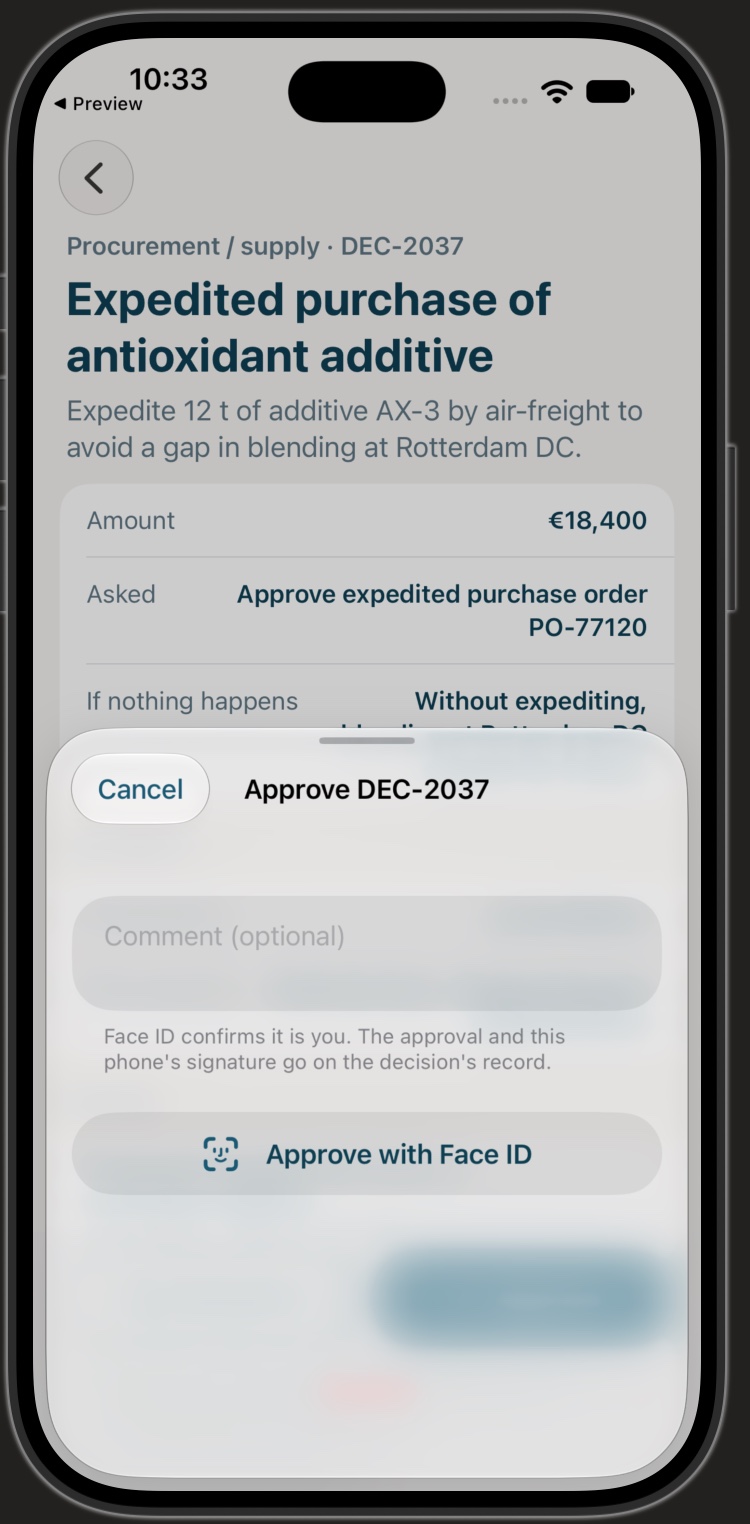 10:33
◀ Preview
Procurement / supply · DEC-2037
Expedited purchase of
antioxidant additive
Expedite 12 t of additive AX-3 by air-freight to
avoid a gap in blending at Rotterdam DC.
Amount €18,400
Asked Approve expedited purchase order
PO-77120
If nothing happens Without expediting,
Cancel Approve DEC-2037
Comment (optional)
Face ID confirms it is you. The approval and this
phone's signature go on the decision's record.
Approve with Face ID